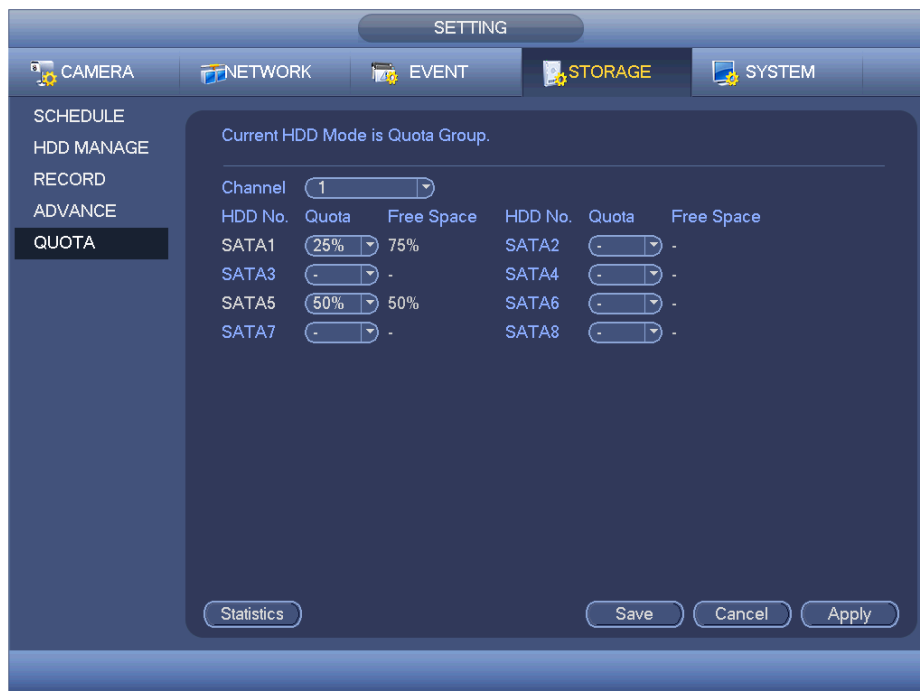 SETTING
CAMERA NETWORK EVENT STORAGE SYSTEM
SCHEDULE
HDD MANAGE
RECORD
ADVANCE
QUOTA
Current HDD Mode is Quota Group.
Channel 1
HDD No. Quota Free Space HDD No. Quota Free Space
SATA1 25% 75% SATA2 - -
SATA3 - - SATA4 - -
SATA5 50% 50% SATA6 - -
SATA7 - - SATA8 - -
Statistics Save Cancel Apply